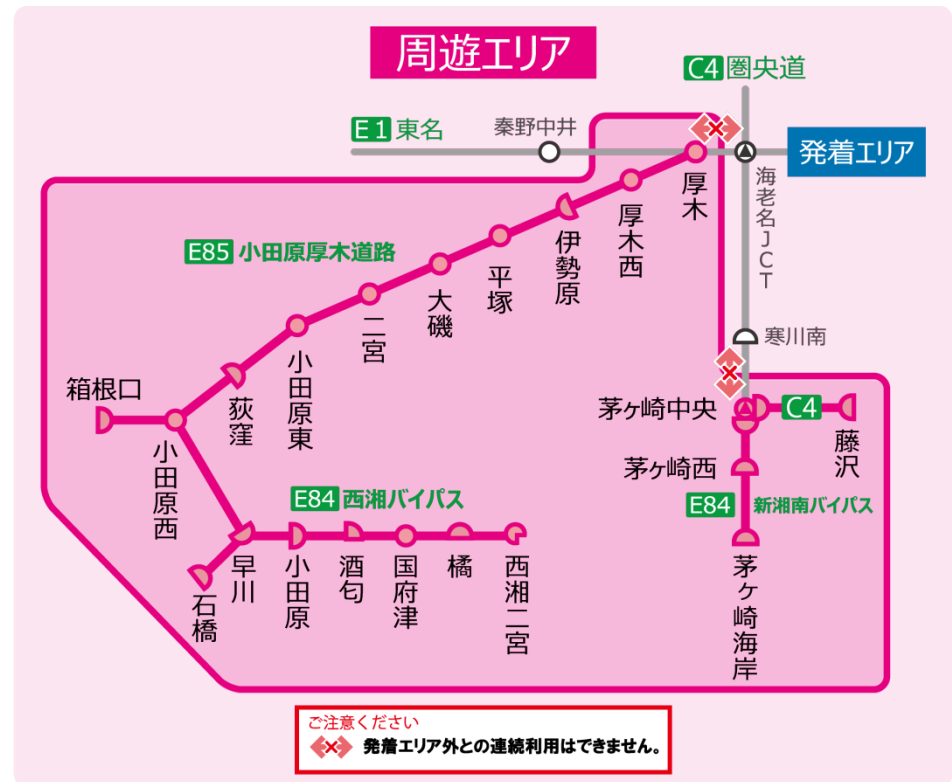 周遊エリア
C4 圏央道
E1 東名
秦野中井
発着エリア
海老名JCT
厚木
厚木西
伊勢原
平塚
大磯
二宮
小田原東
荻窪
E85 小田原厚木道路
寒川南
箱根口
小田原西
茅ヶ崎中央
C4
藤沢
茅ヶ崎西
E84 西湘バイパス
E84 新湘南バイパス
石橋
早川
小田原
酒匂
国府津
橘
西湘二宮
茅ヶ崎海岸
ご注意ください
発着エリア外との連続利用はできません。